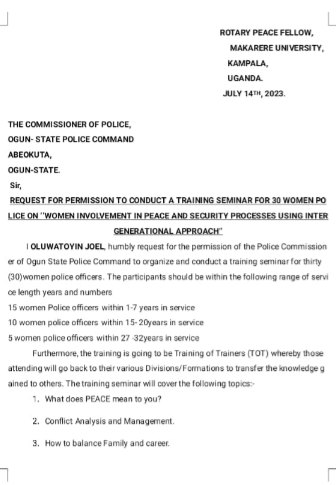 ROTARY PEACE FELLOW,
MAKARERE UNIVERSITY,
KAMPALA,
UGANDA.
JULY 14TH, 2023.
THE COMMISSIONER OF POLICE,
OGUN- STATE POLICE COMMAND
ABEOKUTA,
OGUN-STATE.
Sir,
REQUEST FOR PERMISSION TO CONDUCT A TRAINING SEMINAR FOR 30 WOMEN PO
LICE ON "WOMEN INVOLVEMENT IN PEACE AND SECURITY PROCESSES USING INTER
GENERATIONAL APPROACH"
I OLUWATOYIN JOEL, humbly request for the permission of the Police Commission
er of Ogun State Police Command to organize and conduct a training seminar for thirty
(30)women police officers. The participants should be within the following range of servi
ce length years and numbers
15 women Police officers within 1-7 years in service
10 women police officers within 15- 20years in service
5 women police officers within 27 -32years in service
Furthermore, the training is going to be Training of Trainers (TOT) whereby those
attending will go back to their various Divisions/Formations to transfer the knowledge g
ained to others. The training seminar will cover the following topics:-
1. What does PEACE mean to you?
2. Conflict Analysis and Management.
3. How to balance Family and career.